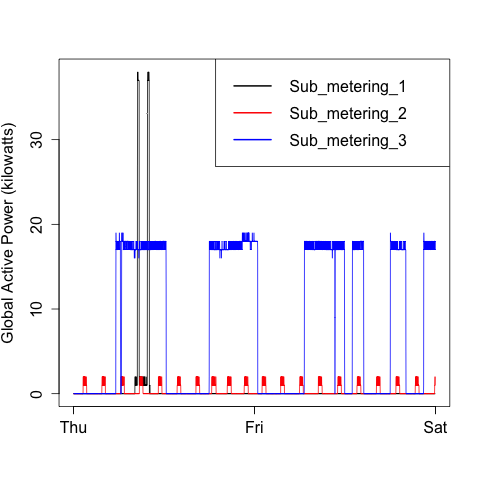 Sub_metering_1
Sub_metering_2
Sub_metering_3
Global Active Power (kilowatts)
30
20
10
0
Thu
Fri
Sat